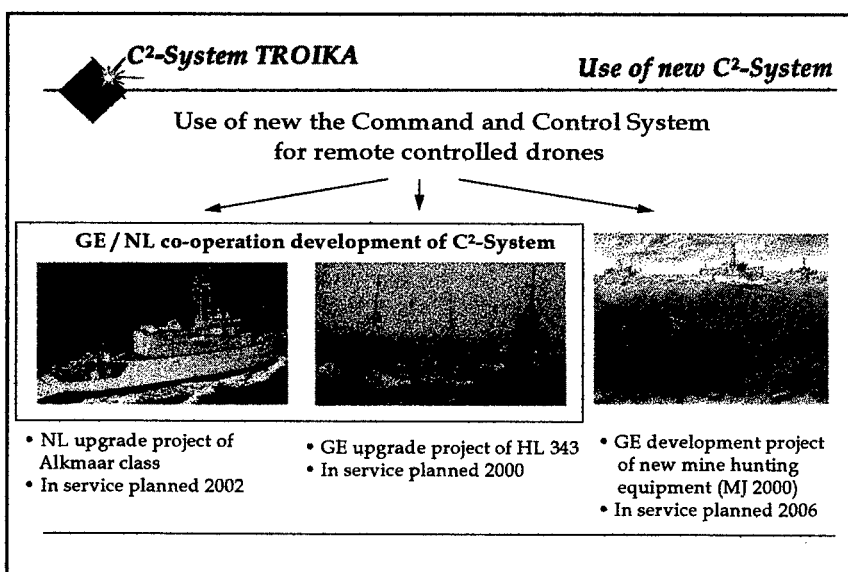 C²-System TROIKA
Use of new C²-System
Use of new the Command and Control System
for remote controlled drones
GE / NL co-operation development of C²-System
• NL upgrade project of
Alkmaar class
• In service planned 2002
• GE upgrade project of HL 343
• In service planned 2000
• GE development project
of new mine hunting
equipment (MJ 2000)
• In service planned 2006